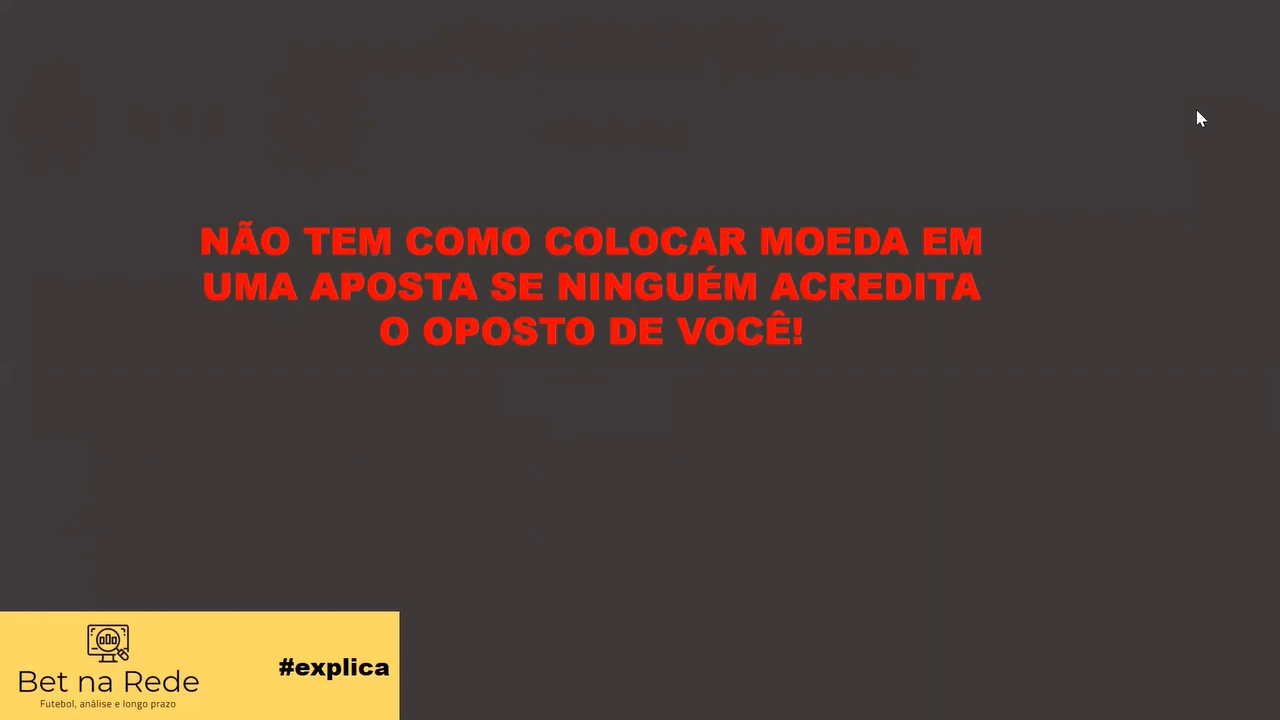 NÃO TEM COMO COLOCAR MOEDA EM
UMA APOSTA SE NINGUÉM ACREDITA
O OPOSTO DE VOCÊ!
#explica
Bet na Rede
Futebol, análise e longo prazo